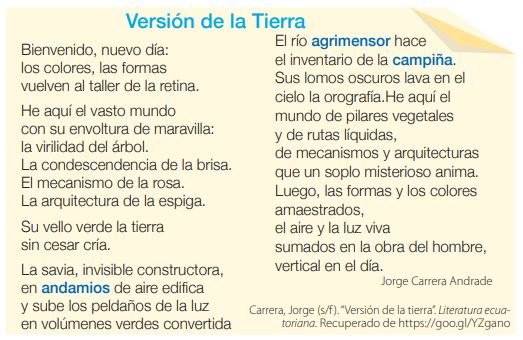 Versión de la Tierra
Bienvenido, nuevo día:
los colores, las formas
vuelven al taller de la retina.
He aquí el vasto mundo
con su envoltura de maravilla:
la virilidad del árbol.
La condescendencia de la brisa.
El mecanismo de la rosa.
La arquitectura de la espiga.
Su vello verde la tierra
sin cesar cría.
La savia, invisible constructora,
en andamios de aire edifica
y sube los peldaños de la luz
en volúmenes verdes convertida
El río agrimensor hace
el inventario de la campiña.
Sus lomos oscuros lava en el
cielo la orografía.He aquí el
mundo de pilares vegetales
y de rutas líquidas,
de mecanismos y arquitecturas
que un soplo misterioso anima.
Luego, las formas y los colores
amaestrados,
el aire y la luz viva
sumados en la obra del hombre,
vertical en el día.
Jorge Carrera Andrade
Carrera, Jorge (s/f). “Versión de la tierra”. Literatura ecua-
toriana. Recuperado de https://goo.gl/YZgano